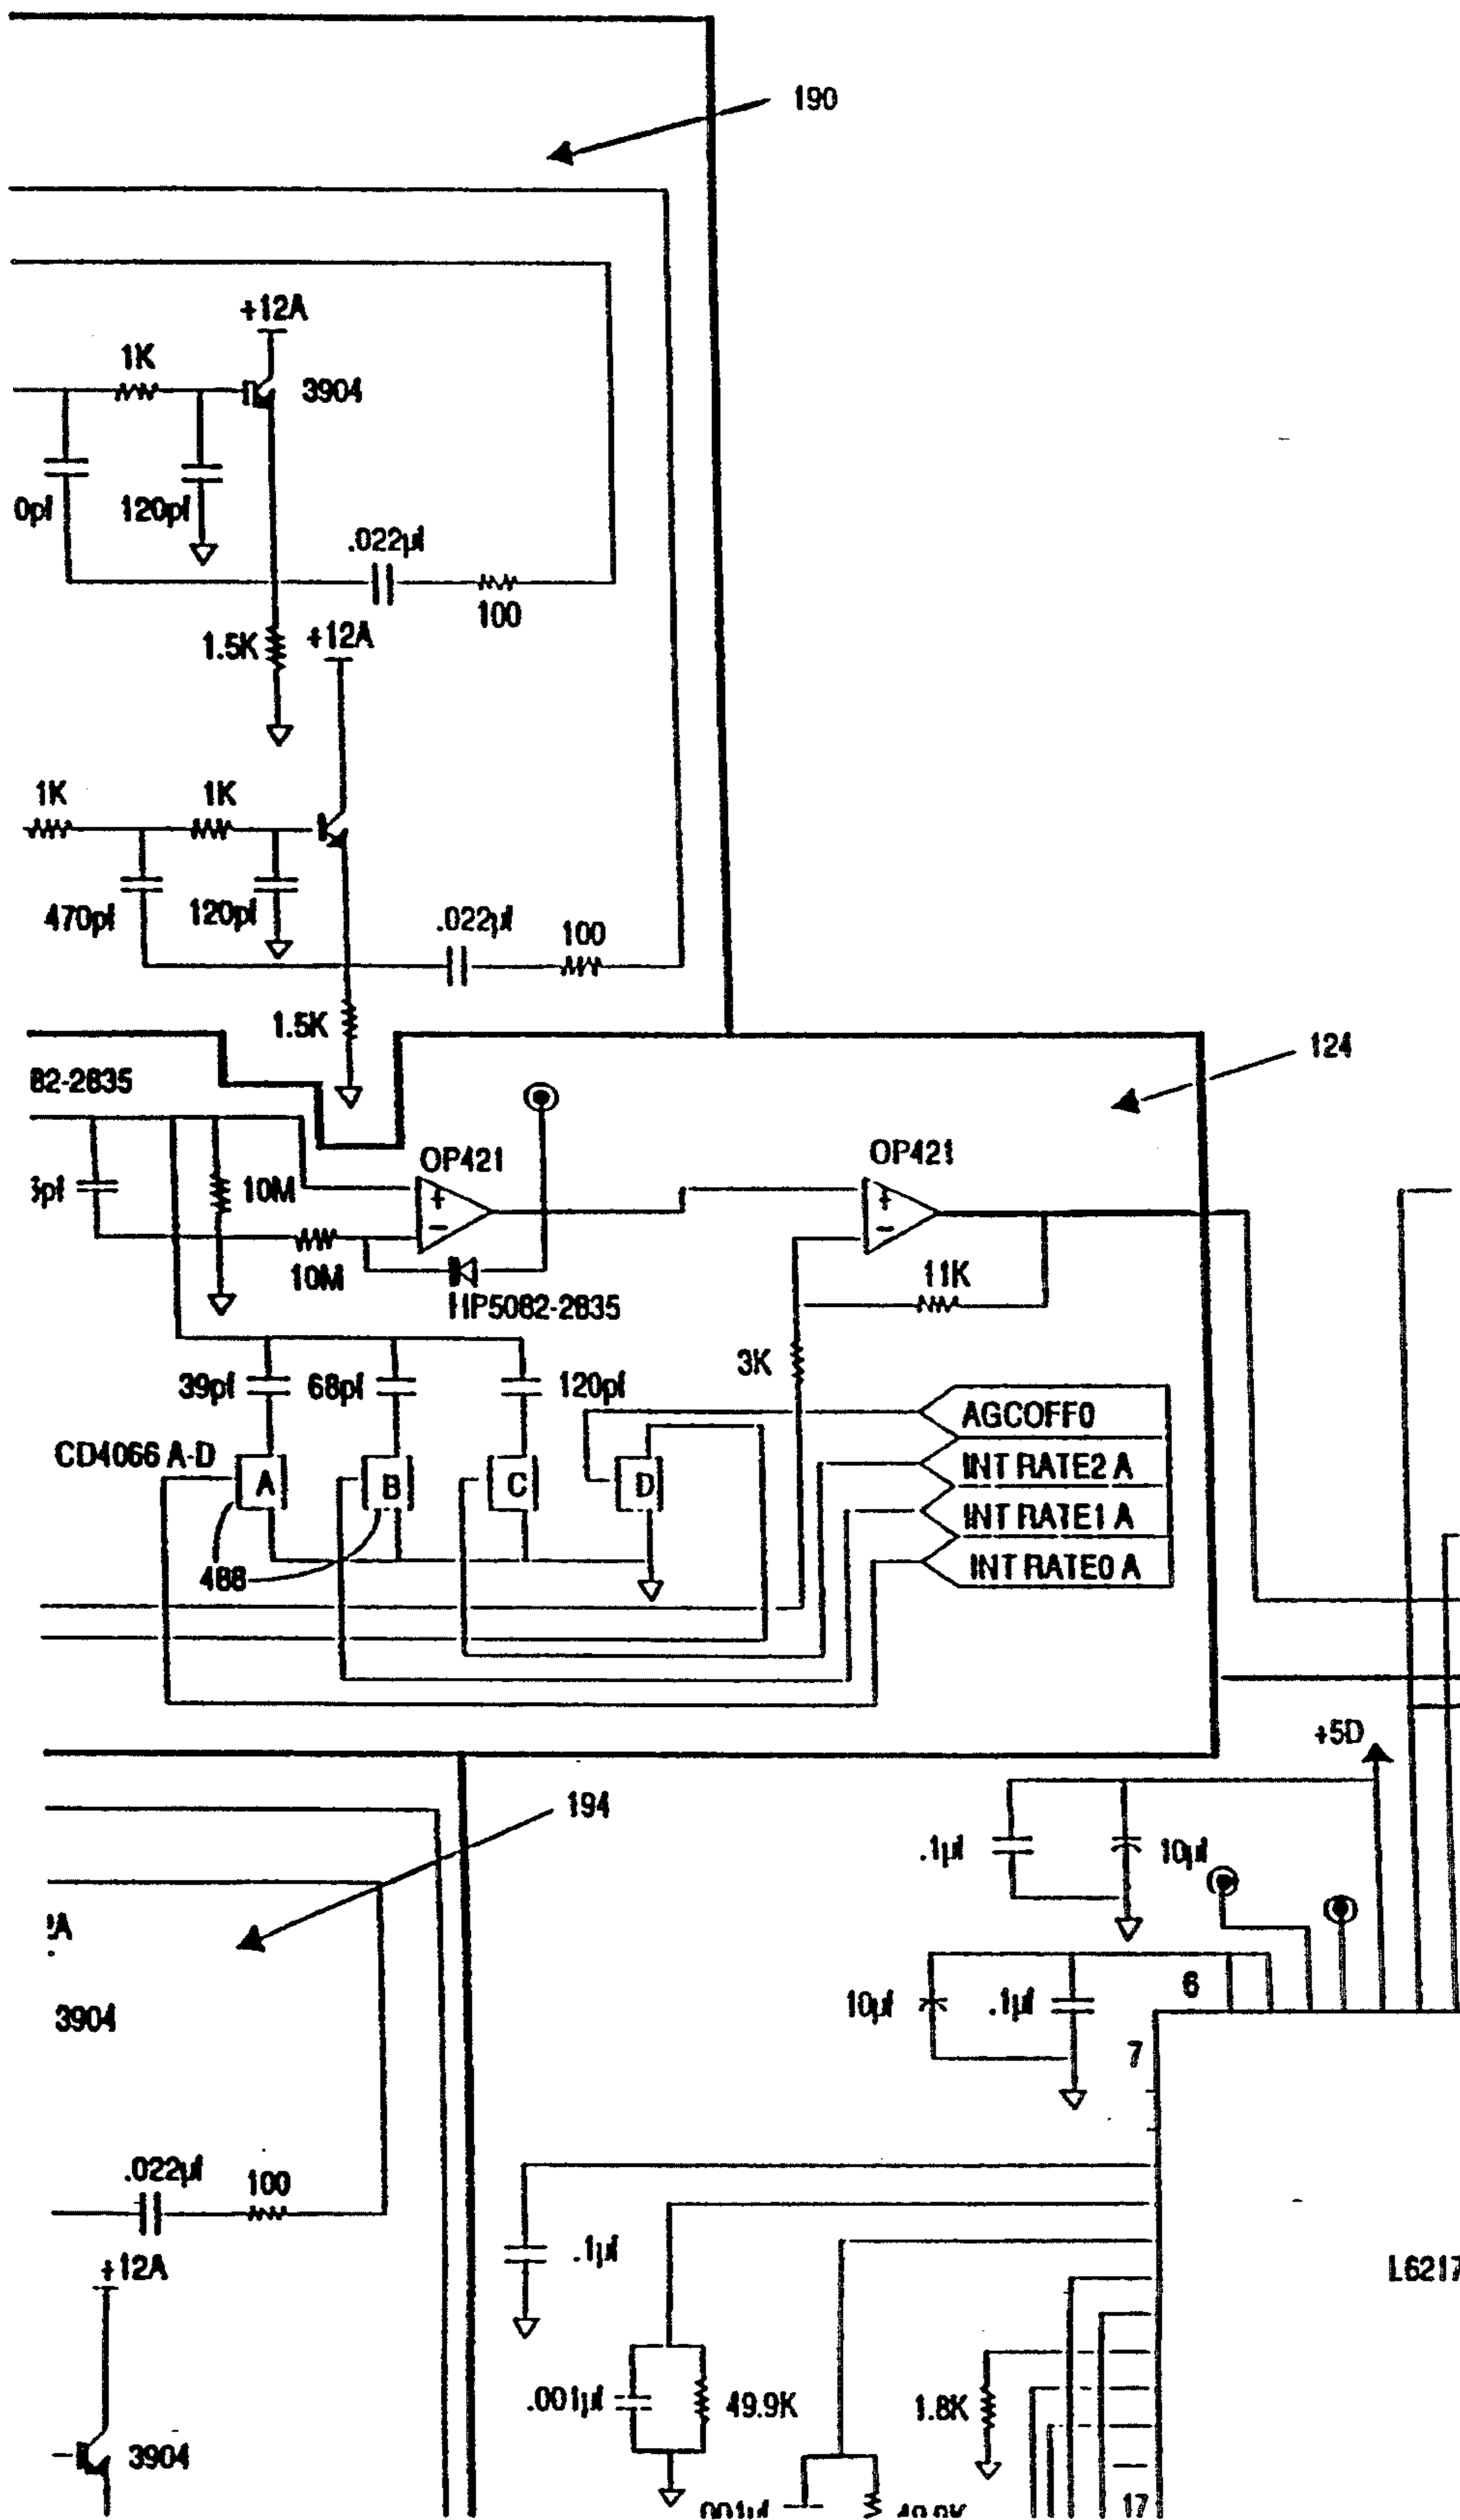 190
+12A
1K
3904
0pf
120pf
.022µf
100
1.5K
+12A
1K
1K
470pf
120pf
.022µf
100
1.5K
124
82-2835
OP421
OP421
10M
10M
11K
HP5082-2835
3K
39pf
68pf
120pf
AGCOFF0
CD4066 A-D
A
B
C
D
INT RATE2 A
INT RATE1 A
INT RATE0 A
488
+5D
194
.1µf
10µf
3904
10µf
.1µf
6
7
.022µf
100
.1µf
+12A
L6217
.001µf
49.9K
1.8K
3904
17